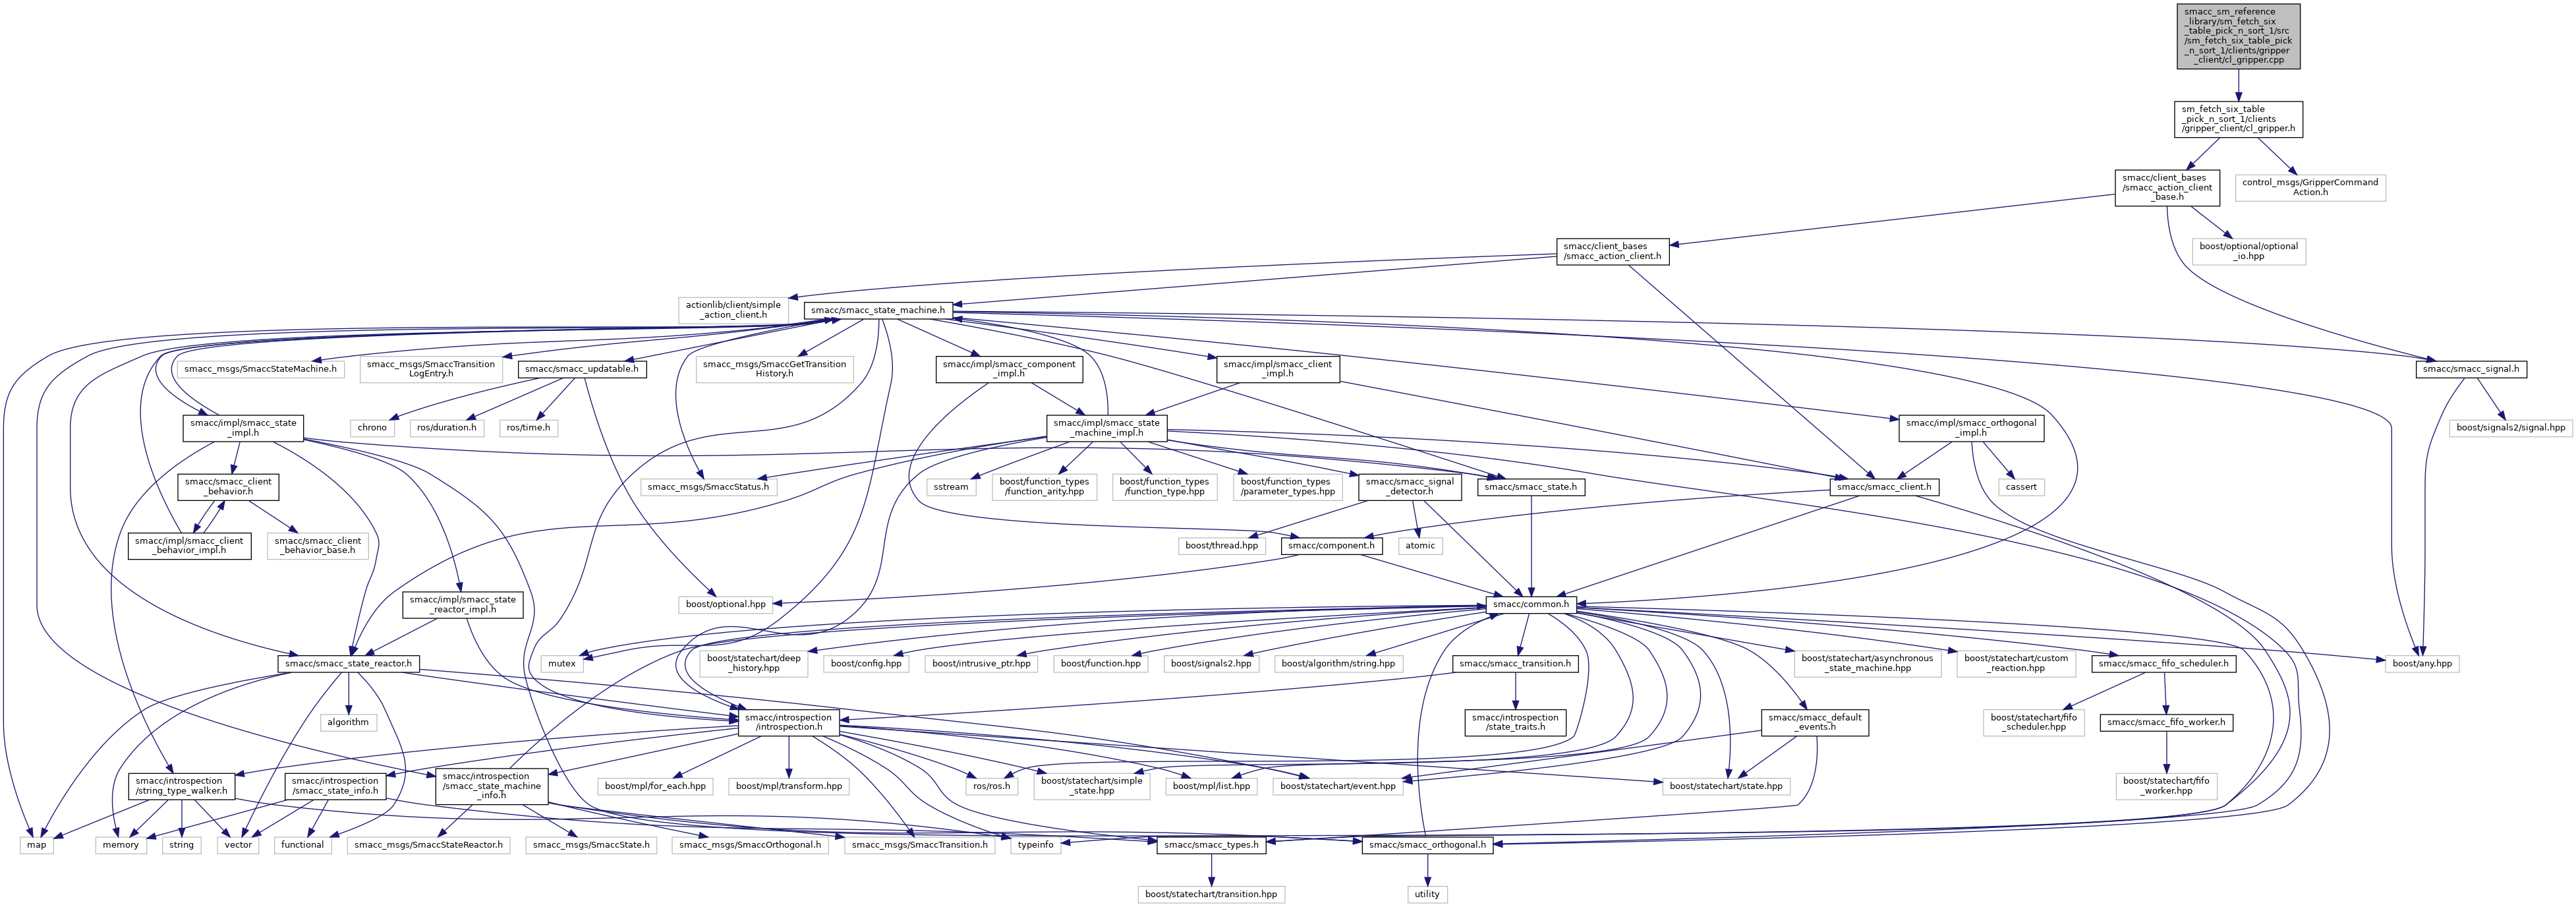 smacc_sm_reference
_library/sm_fetch_six
_table_pick_n_sort_1/src
/sm_fetch_six_table_pick
_n_sort_1/clients/gripper
_client/cl_gripper.cpp
sm_fetch_six_table
_pick_n_sort_1/clients
/gripper_client/cl_gripper.h
smacc/client_bases
/smacc_action_client
_base.h
control_msgs/GripperCommand
Action.h
smacc/client_bases
/smacc_action_client.h
boost/optional/optional
_io.hpp
actionlib/client/simple
_action_client.h
smacc/smacc_state_machine.h
smacc_msgs/SmaccStateMachine.h
smacc_msgs/SmaccTransition
LogEntry.h
smacc/smacc_updatable.h
smacc_msgs/SmaccGetTransition
History.h
smacc/impl/smacc_component
_impl.h
smacc/impl/smacc_client
_impl.h
smacc/smacc_signal.h
smacc/impl/smacc_state
_impl.h
chrono
ros/duration.h
ros/time.h
smacc/impl/smacc_state
_machine_impl.h
smacc/impl/smacc_orthogonal
_impl.h
boost/signals2/signal.hpp
smacc/smacc_client
_behavior.h
smacc_msgs/SmaccStatus.h
sstream
boost/function_types
/function_arity.hpp
boost/function_types
/function_type.hpp
boost/function_types
/parameter_types.hpp
smacc/smacc_signal
_detector.h
smacc/smacc_state.h
smacc/smacc_client.h
cassert
smacc/impl/smacc_client
_behavior_impl.h
smacc/smacc_client
_behavior_base.h
boost/thread.hpp
smacc/component.h
atomic
smacc/impl/smacc_state
_reactor_impl.h
boost/optional.hpp
smacc/common.h
smacc/smacc_state_reactor.h
mutex
boost/statechart/deep
_history.hpp
boost/config.hpp
boost/intrusive_ptr.hpp
boost/function.hpp
boost/signals2.hpp
boost/algorithm/string.hpp
smacc/smacc_transition.h
boost/statechart/asynchronous
_state_machine.hpp
boost/statechart/custom
_reaction.hpp
smacc/smacc_fifo_scheduler.h
boost/any.hpp
algorithm
smacc/introspection
/introspection.h
smacc/introspection
/state_traits.h
smacc/smacc_default
_events.h
boost/statechart/fifo
_scheduler.hpp
smacc/smacc_fifo_worker.h
smacc/introspection
/string_type_walker.h
smacc/introspection
/smacc_state_info.h
smacc/introspection
/smacc_state_machine
_info.h
boost/mpl/for_each.hpp
boost/mpl/transform.hpp
ros/ros.h
boost/statechart/simple
_state.hpp
boost/mpl/list.hpp
boost/statechart/event.hpp
boost/statechart/state.hpp
boost/statechart/fifo
_worker.hpp
map
memory
string
vector
functional
smacc_msgs/SmaccStateReactor.h
smacc_msgs/SmaccState.h
smacc_msgs/SmaccOrthogonal.h
smacc_msgs/SmaccTransition.h
typeinfo
smacc/smacc_types.h
smacc/smacc_orthogonal.h
boost/statechart/transition.hpp
utility